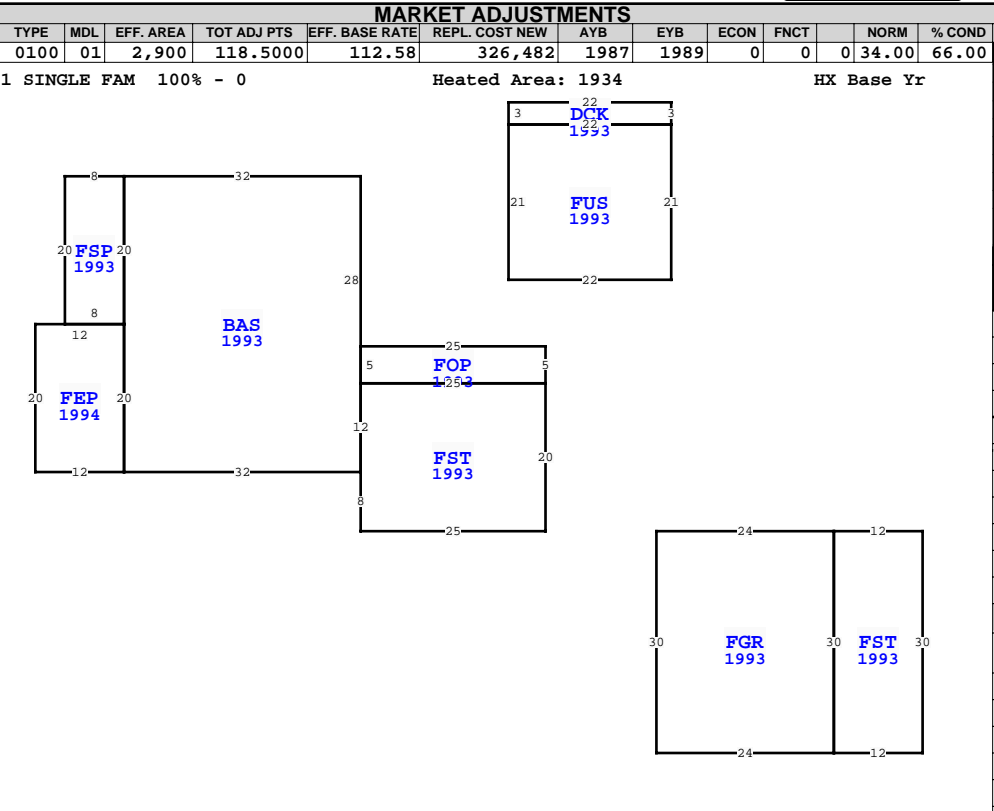 MARKET ADJUSTMENTS
TYPE MDL EFF. AREA TOT ADJ PTS EFF. BASE RATE REPL. COST NEW AYB EYB ECON FNCT NORM % COND
0100 01 2,900 118.5000 112.58 326,482 1987 1989 0 0 0 34.00 66.00
1 SINGLE FAM 100% - 0 Heated Area: 1934 HX Base Yr
22
3 DCK 3
22
1993
8 32
21 FUS 21
1993
20 FSP 20
1993
28 22
8
BAS
1993
12
25
5 FOP 5
1993
25
20 FEP 20
1994
12
FST 20
1993
12 32
8
25
24 12
30 FGR 30 FST 30
1993 1993
24 12